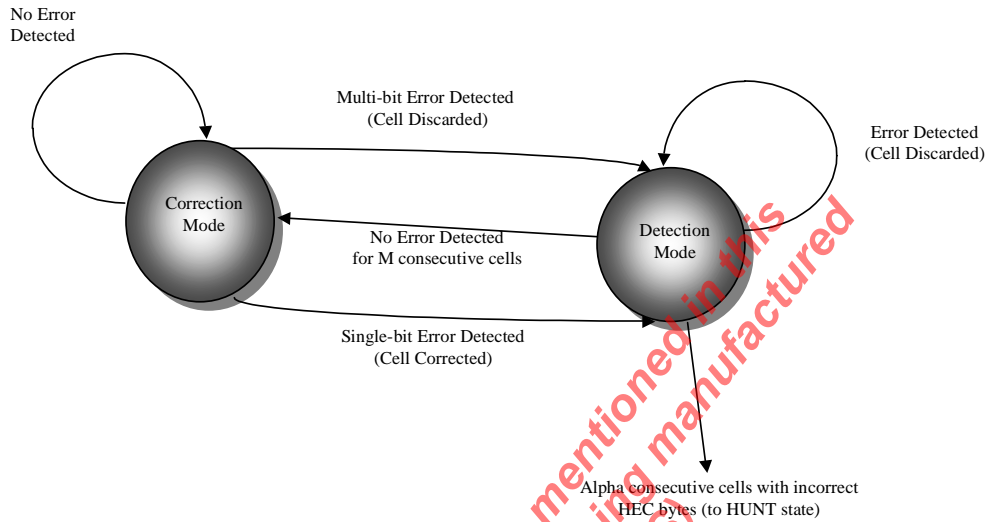 No Error
Detected
Multi-bit Error Detected
(Cell Discarded)
Error Detected
(Cell Discarded)
Correction
Mode
Detection
Mode
No Error Detected
for M consecutive cells
Single-bit Error Detected
(Cell Corrected)
Alpha consecutive cells with incorrect
HEC bytes (to HUNT state)
mentioned in this
ing manufactured